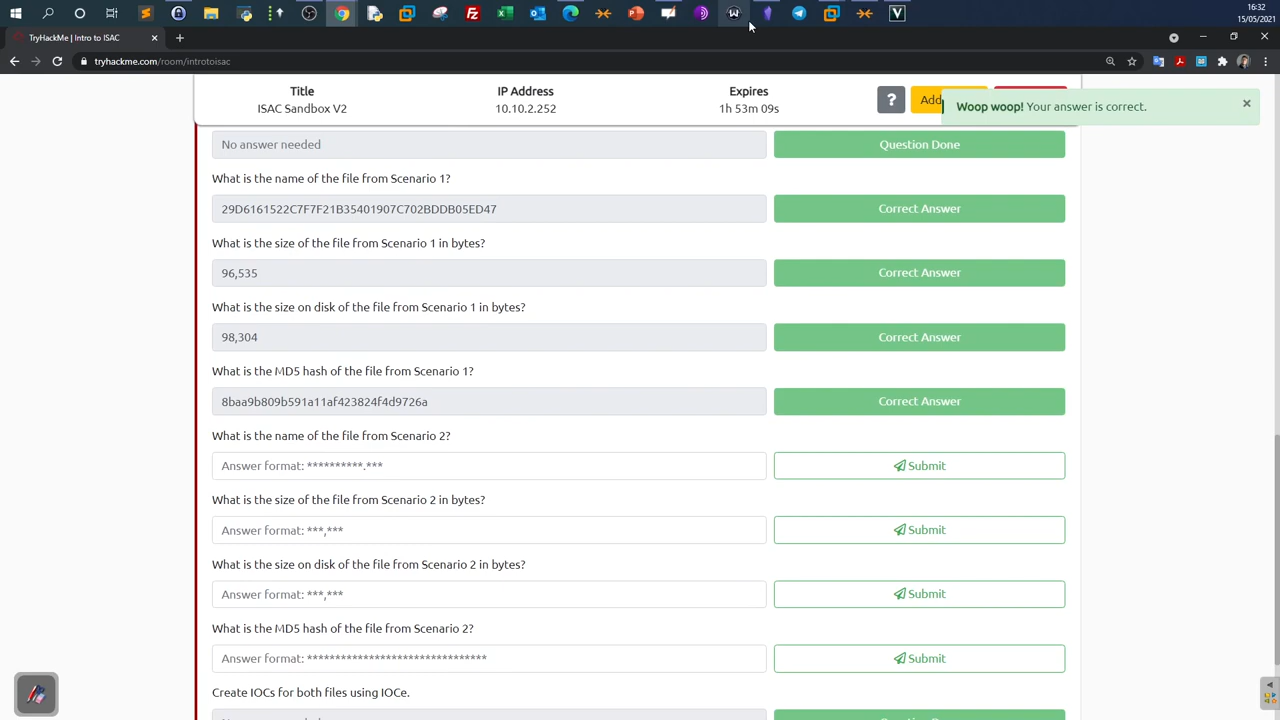 16:32
15/05/2021
TryHackMe | Intro to ISAC
tryhackme.com/room/introtoisac
Title
ISAC Sandbox V2
IP Address
10.10.2.252
Expires
1h 53m 09s
?
Add
Woop woop! Your answer is correct.
No answer needed
Question Done
What is the name of the file from Scenario 1?
29D6161522C7F7F21B35401907C702BDDB05ED47
Correct Answer
What is the size of the file from Scenario 1 in bytes?
96,535
Correct Answer
What is the size on disk of the file from Scenario 1 in bytes?
98,304
Correct Answer
What is the MD5 hash of the file from Scenario 1?
8baa9b809b591a11af423824f4d9726a
Correct Answer
What is the name of the file from Scenario 2?
Answer format: **********.***
Submit
What is the size of the file from Scenario 2 in bytes?
Answer format: ***,***
Submit
What is the size on disk of the file from Scenario 2 in bytes?
Answer format: ***,***
Submit
What is the MD5 hash of the file from Scenario 2?
Answer format: ********************************
Submit
Create IOCs for both files using IOCe.